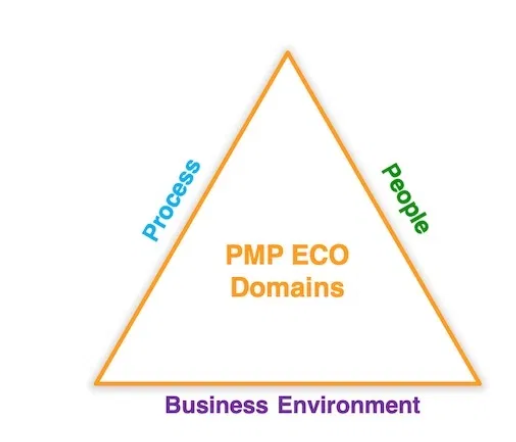 Process
People
PMP ECO
Domains
Business Environment